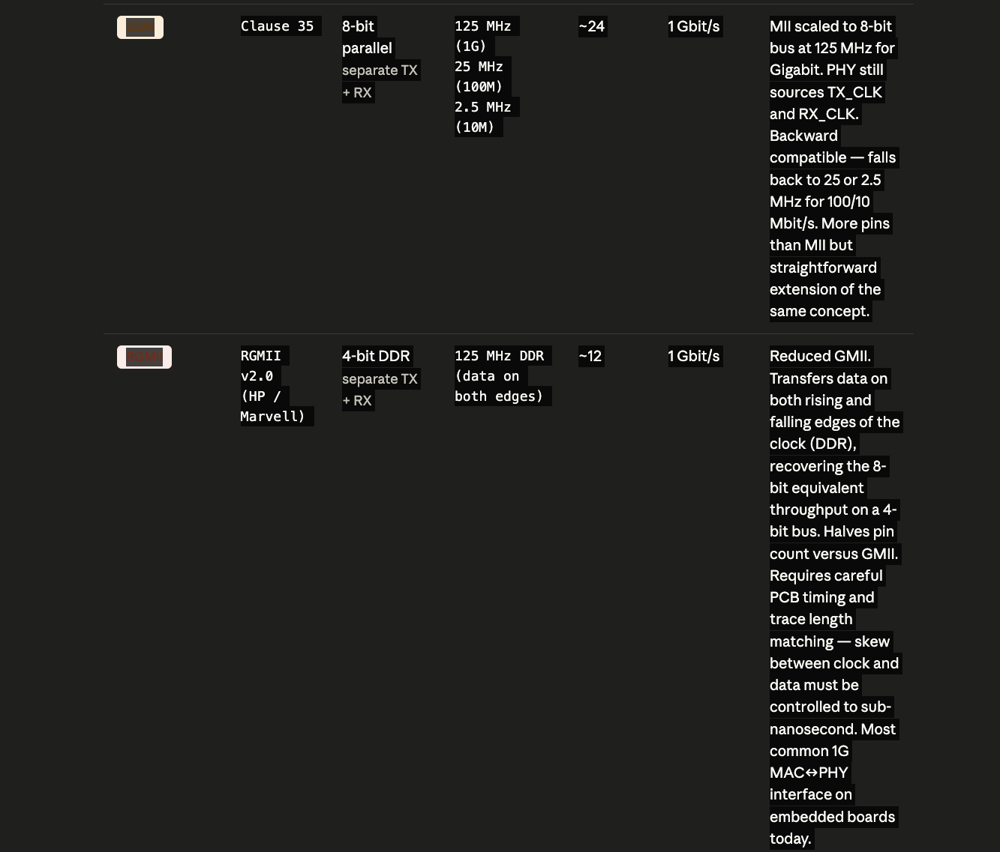 GMII
Clause 35
8-bit
parallel
separate TX
+ RX
125 MHz
(1G)
25 MHz
(100M)
2.5 MHz
(10M)
~24
1 Gbit/s
MII scaled to 8-bit
bus at 125 MHz for
Gigabit. PHY still
sources TX_CLK
and RX_CLK.
Backward
compatible — falls
back to 25 or 2.5
MHz for 100/10
Mbit/s. More pins
than MII but
straightforward
extension of the
same concept.
RGMII
RGMII
v2.0
(HP /
Marvell)
4-bit DDR
separate TX
+ RX
125 MHz DDR
(data on
both edges)
~12
1 Gbit/s
Reduced GMII.
Transfers data on
both rising and
falling edges of the
clock (DDR),
recovering the 8-
bit equivalent
throughput on a 4-
bit bus. Halves pin
count versus GMII.
Requires careful
PCB timing and
trace length
matching — skew
between clock and
data must be
controlled to sub-
nanosecond. Most
common 1G
MAC↔PHY
interface on
embedded boards
today.